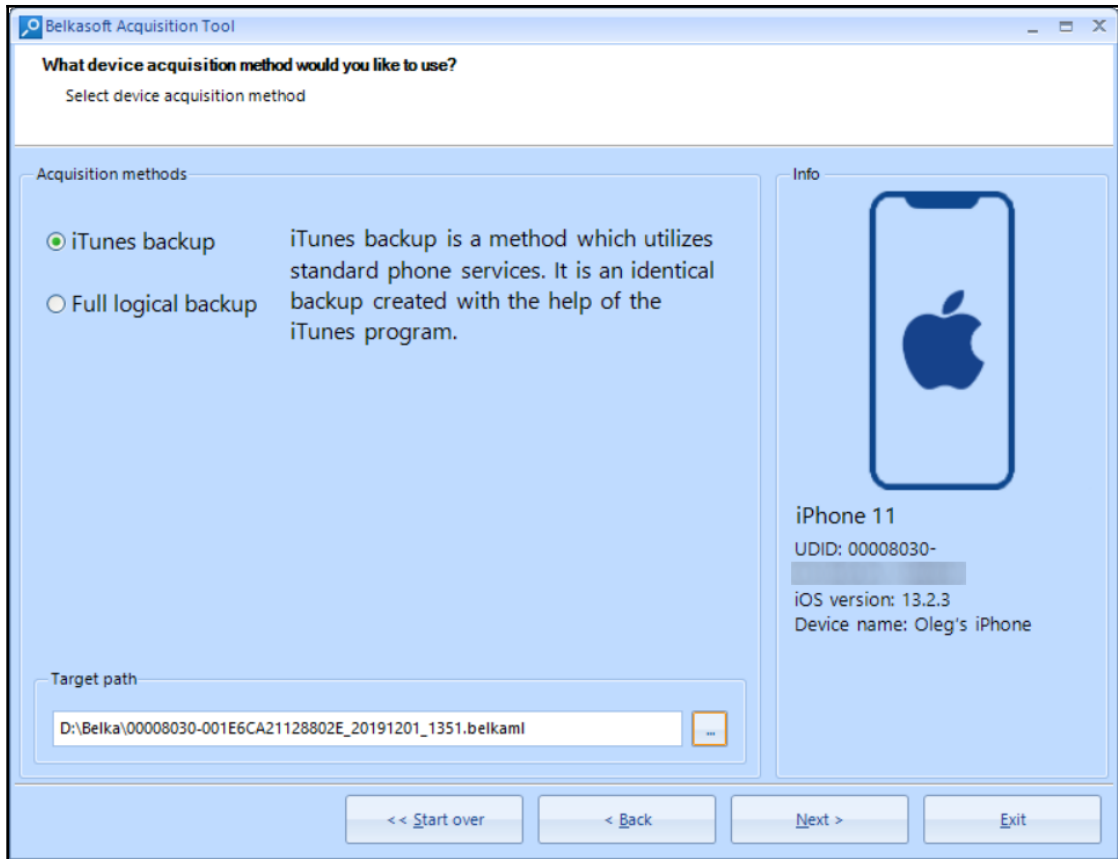 Belkasoft Acquisition Tool
What device acquisition method would you like to use?
Select device acquisition method
Acquisition methods
iTunes backup
Full logical backup
iTunes backup is a method which utilizes
standard phone services. It is an identical
backup created with the help of the
iTunes program.
Info
iPhone 11
UDID: 00008030-
iOS version: 13.2.3
Device name: Oleg's iPhone
Target path
D:\Belka\00008030-001E6CA21128802E_20191201_1351.belkaml
...
<< Start over
< Back
Next >
Exit